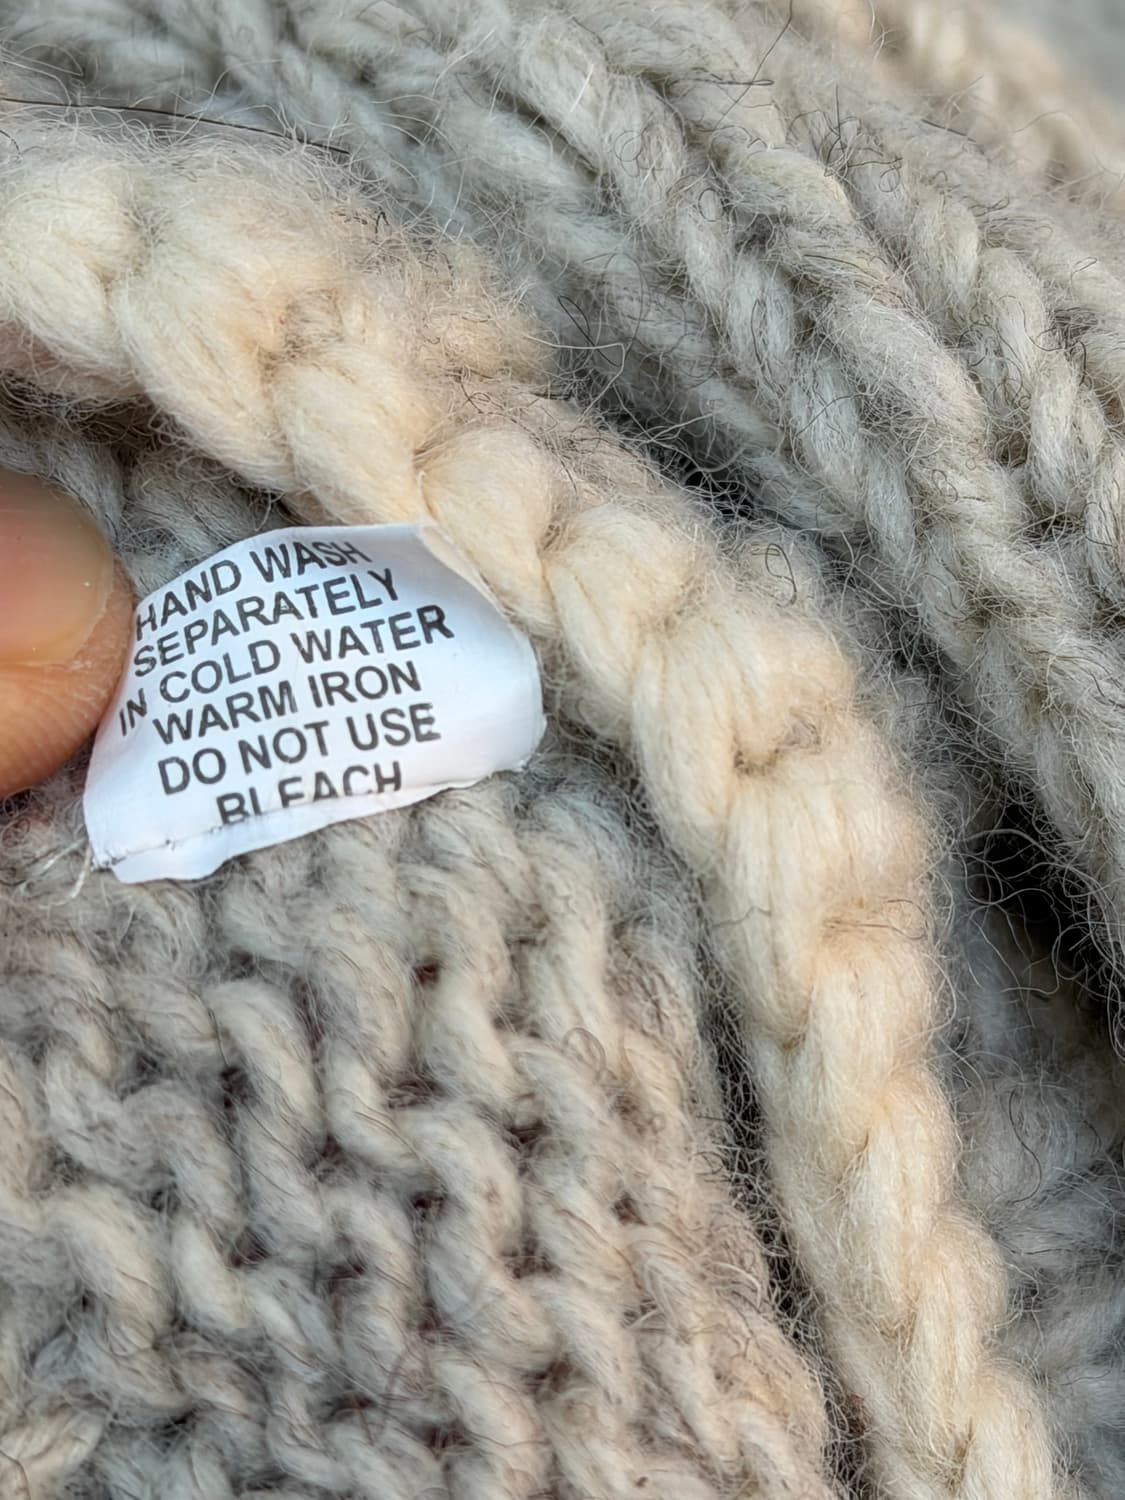 HAND WASH
SEPARATELY
IN COLD WATER
WARM IRON
DO NOT USE
BLEACH